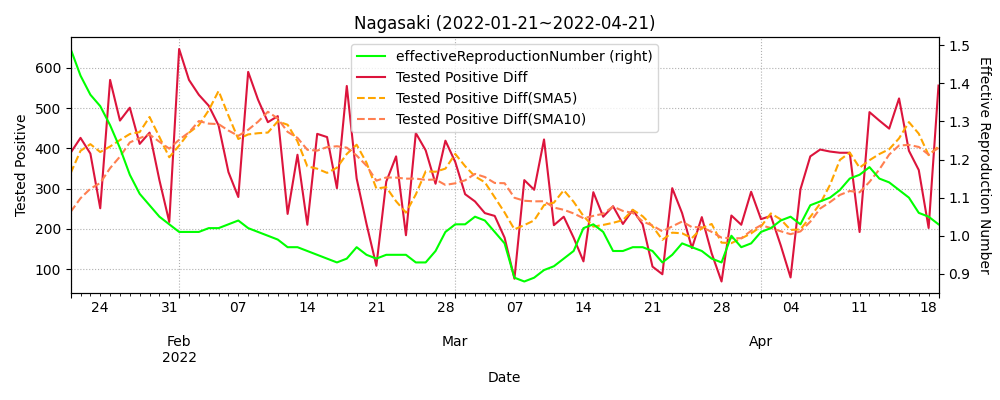 Nagasaki (2022-01-21~2022-04-21)
effectiveReproductionNumber (right)
Tested Positive Diff
Tested Positive Diff(SMA5)
Tested Positive Diff(SMA10)
Tested Positive
600
500
400
300
200
100
1.5
1.4
1.3
1.2
1.1
1.0
0.9
Effective Reproduction Number
24 31 07 14 21 28 07 14 21 28 04 11 18
Feb Mar Apr
2022
Date